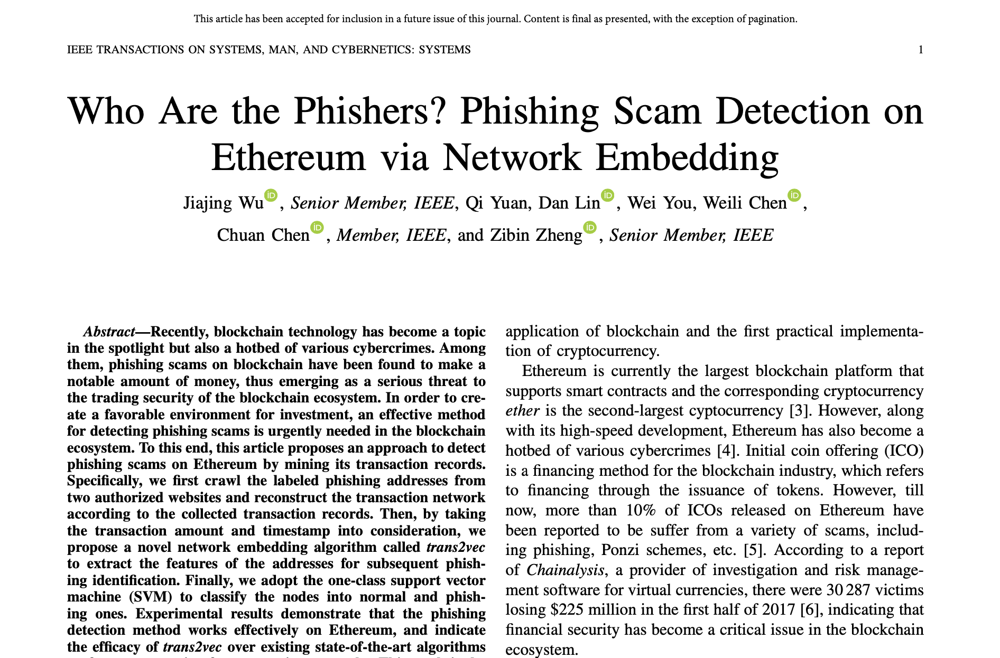 This article has been accepted for inclusion in a future issue of this journal. Content is final as presented, with the exception of pagination.
IEEE TRANSACTIONS ON SYSTEMS, MAN, AND CYBERNETICS: SYSTEMS 1
Who Are the Phishers? Phishing Scam Detection on
Ethereum via Network Embedding
Jiajing Wu iD, Senior Member, IEEE, Qi Yuan, Dan Lin iD, Wei You, Weili Chen iD,
Chuan Chen iD, Member, IEEE, and Zibin Zheng iD, Senior Member, IEEE
Abstract—Recently, blockchain technology has become a topic
in the spotlight but also a hotbed of various cybercrimes. Among
them, phishing scams on blockchain have been found to make a
notable amount of money, thus emerging as a serious threat to
the trading security of the blockchain ecosystem. In order to cre-
ate a favorable environment for investment, an effective method
for detecting phishing scams is urgently needed in the blockchain
ecosystem. To this end, this article proposes an approach to detect
phishing scams on Ethereum by mining its transaction records.
Specifically, we first crawl the labeled phishing addresses from
two authorized websites and reconstruct the transaction network
according to the collected transaction records. Then, by taking
the transaction amount and timestamp into consideration, we
propose a novel network embedding algorithm called trans2vec
to extract the features of the addresses for subsequent phish-
ing identification. Finally, we adopt the one-class support vector
machine (SVM) to classify the nodes into normal and phish-
ing ones. Experimental results demonstrate that the phishing
detection method works effectively on Ethereum, and indicate
the efficacy of trans2vec over existing state-of-the-art algorithms
application of blockchain and the first practical implementa-
tion of cryptocurrency.
Ethereum is currently the largest blockchain platform that
supports smart contracts and the corresponding cryptocurrency
ether is the second-largest cyptocurrency [3]. However, along
with its high-speed development, Ethereum has also become a
hotbed of various cybercrimes [4]. Initial coin offering (ICO)
is a financing method for the blockchain industry, which refers
to financing through the issuance of tokens. However, till
now, more than 10% of ICOs released on Ethereum have
been reported to be suffer from a variety of scams, includ-
ing phishing, Ponzi schemes, etc. [5]. According to a report
of Chainalysis, a provider of investigation and risk manage-
ment software for virtual currencies, there were 30 287 victims
losing $225 million in the first half of 2017 [6], indicating that
financial security has become a critical issue in the blockchain
ecosystem.